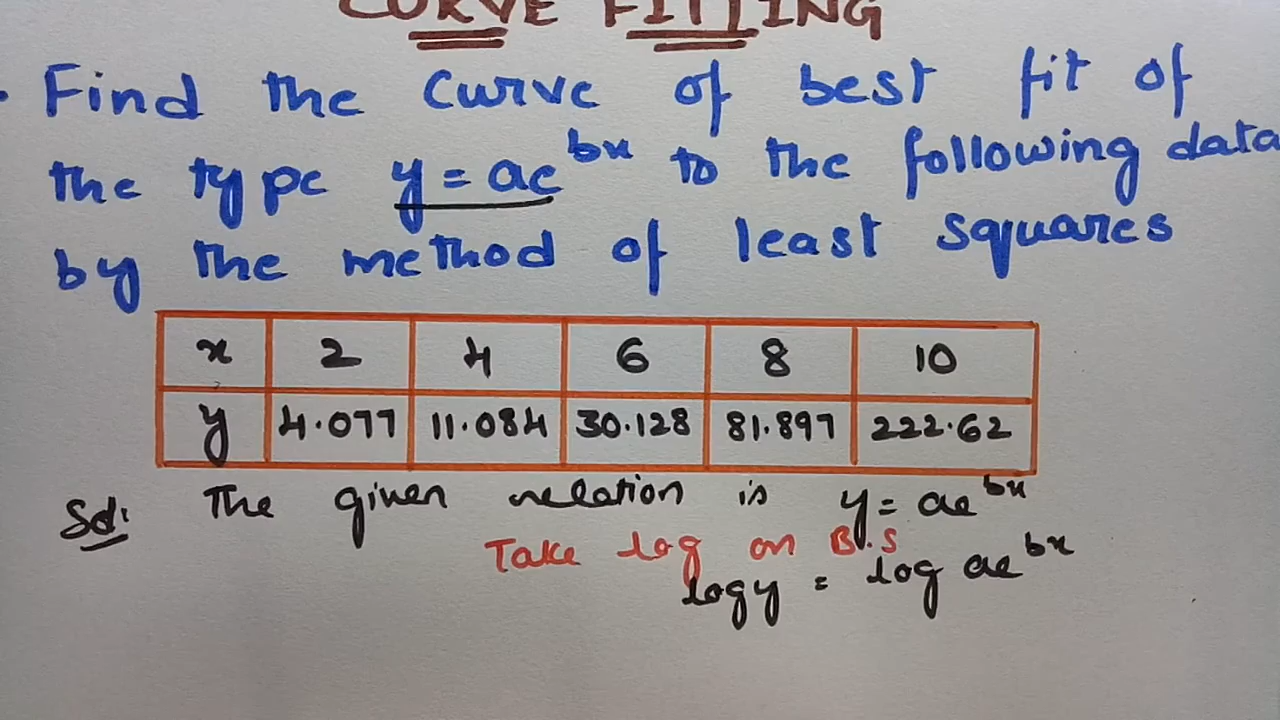 CURVE FITTING
· Find the curve of best fit of
the type y = ae^bx to the following data
by the method of least squares
x 2 4 6 8 10
y 4.077 11.084 30.128 81.897 222.62
Sol: The given relation is y = ae^bx
Take log on B.S
log y = log ae^bx